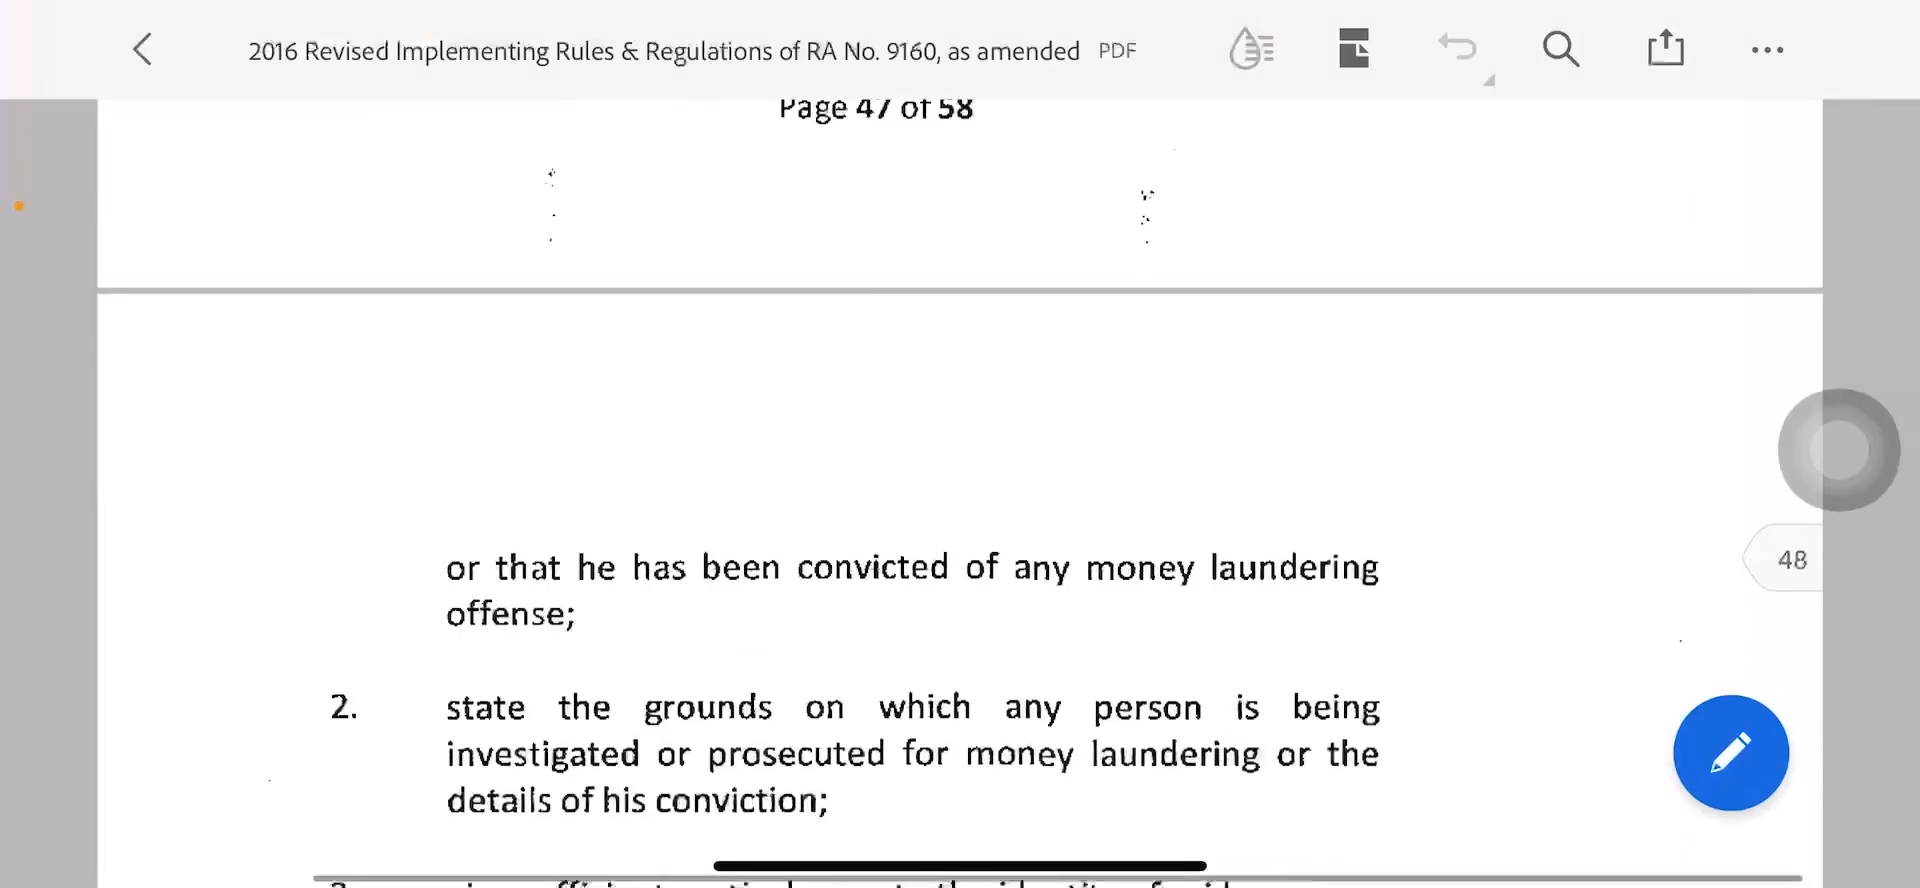 2016 Revised Implementing Rules & Regulations of RA No. 9160, as amended PDF
Page 47 of 58
or that he has been convicted of any money laundering
offense;
48
2. state the grounds on which any person is being
investigated or prosecuted for money laundering or the
details of his conviction;